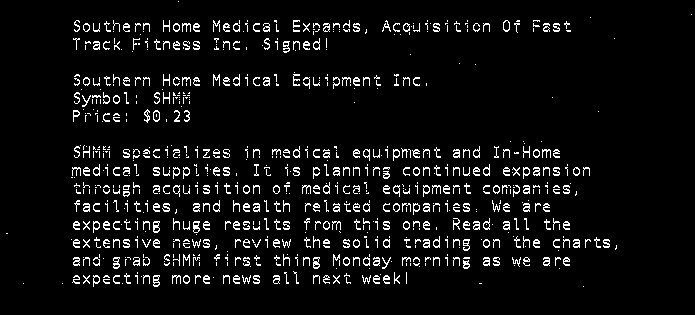 Southern Home Medical Expands, Acquisition Of Fast
Track Fitness Inc. Signed!
Southern Home Medical Equipment Inc.
Symbol: SHMM
Price: $0.23
SHMM specializes in medical equipment and In-Home
medical supplies. It is planning continued expansion
through acquisition of medical equipment companies,
facilities, and health related companies. We are
expecting huge results from this one. Read all the
extensive news, review the solid trading on the charts,
and grab SHMM first thing Monday morning as we are
expecting more news all next week!